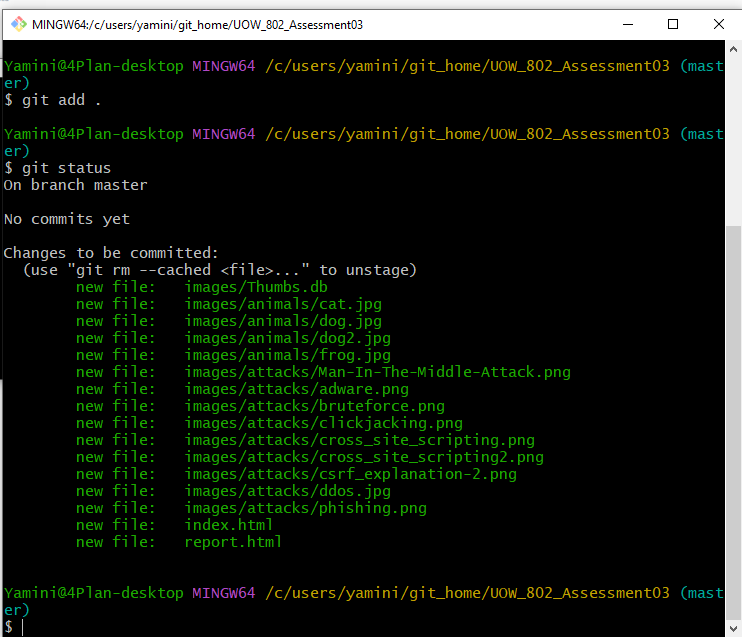 MINGW64:/c/users/yamini/git_home/UOW_802_Assessment03
Yamini@4Plan-desktop MINGW64 /c/users/yamini/git_home/UOW_802_Assessment03 (mast
er)
$ git add .
Yamini@4Plan-desktop MINGW64 /c/users/yamini/git_home/UOW_802_Assessment03 (mast
er)
$ git status
On branch master
No commits yet
Changes to be committed:
  (use "git rm --cached <file>..." to unstage)
        new file:   images/Thumbs.db
        new file:   images/animals/cat.jpg
        new file:   images/animals/dog.jpg
        new file:   images/animals/dog2.jpg
        new file:   images/animals/frog.jpg
        new file:   images/attacks/Man-In-The-Middle-Attack.png
        new file:   images/attacks/adware.png
        new file:   images/attacks/bruteforce.png
        new file:   images/attacks/clickjacking.png
        new file:   images/attacks/cross_site_scripting.png
        new file:   images/attacks/cross_site_scripting2.png
        new file:   images/attacks/csrf_explanation-2.png
        new file:   images/attacks/ddos.jpg
        new file:   images/attacks/phishing.png
        new file:   index.html
        new file:   report.html
Yamini@4Plan-desktop MINGW64 /c/users/yamini/git_home/UOW_802_Assessment03 (mast
er)
$